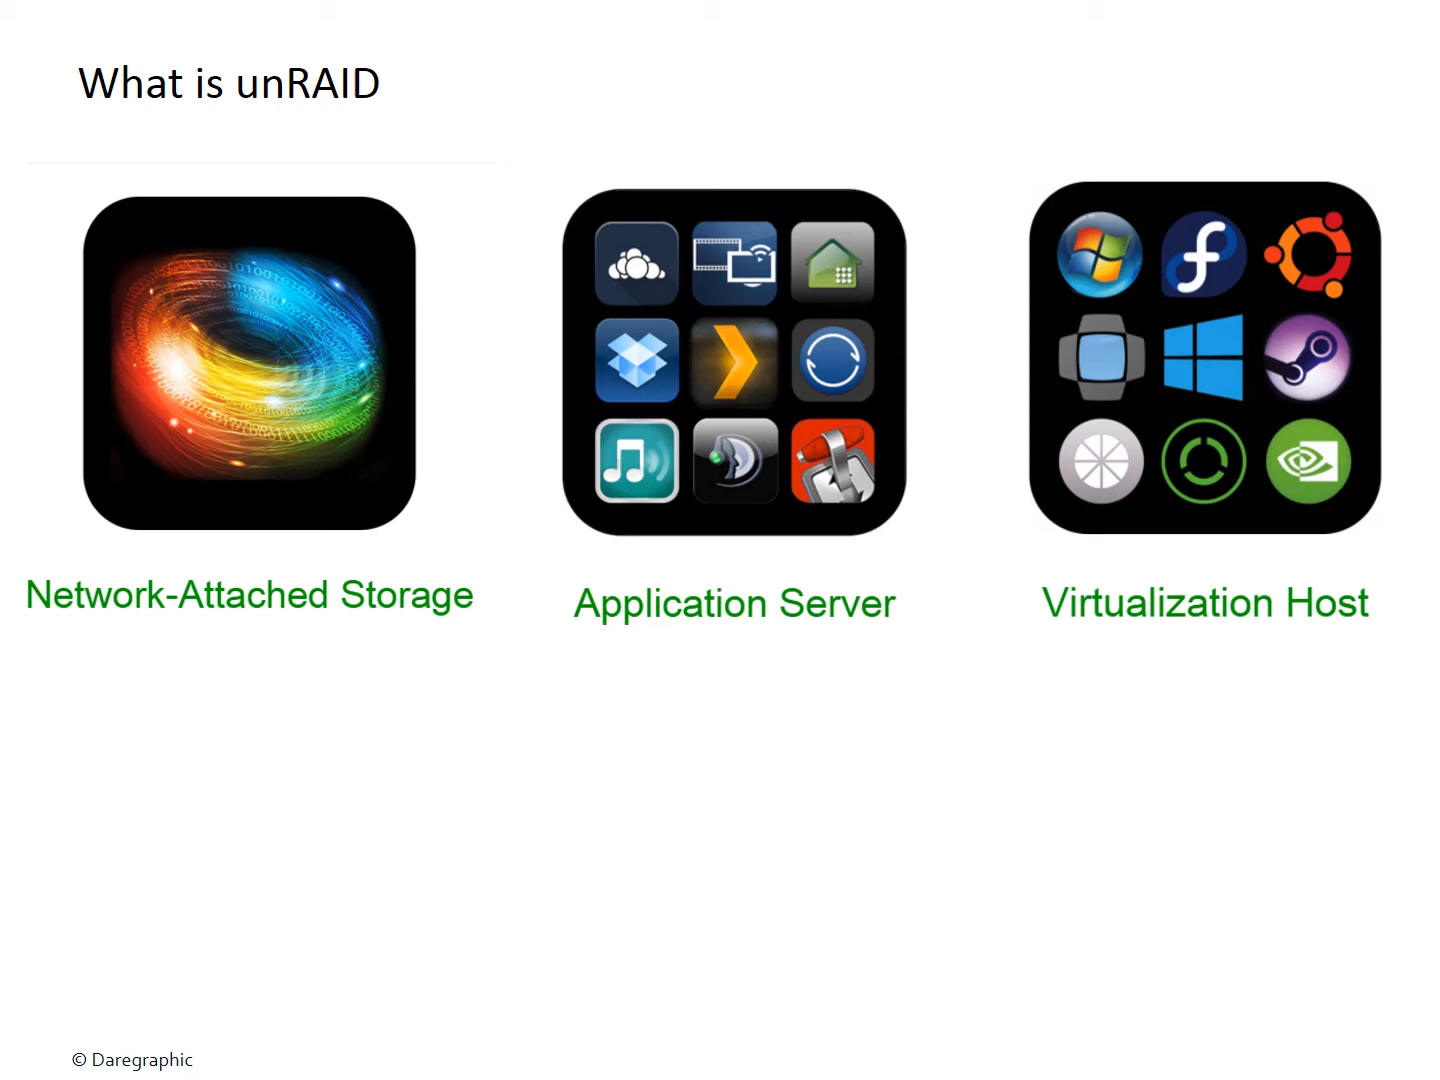 What is unRAID
Network-Attached Storage
Application Server
Virtualization Host
© Daregraphic